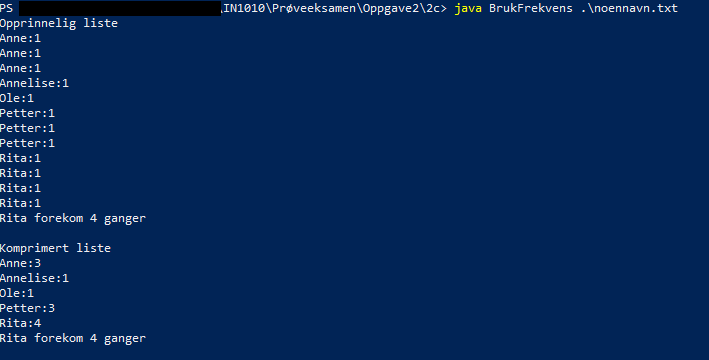 PS \IN1010\Prøveeksamen\Oppgave2\2c> java BrukFrekvens .\noennavn.txt
Opprinnelig liste
Anne:1
Anne:1
Anne:1
Annelise:1
Ole:1
Petter:1
Petter:1
Petter:1
Rita:1
Rita:1
Rita:1
Rita:1
Rita forekom 4 ganger

Komprimert liste
Anne:3
Annelise:1
Ole:1
Petter:3
Rita:4
Rita forekom 4 ganger